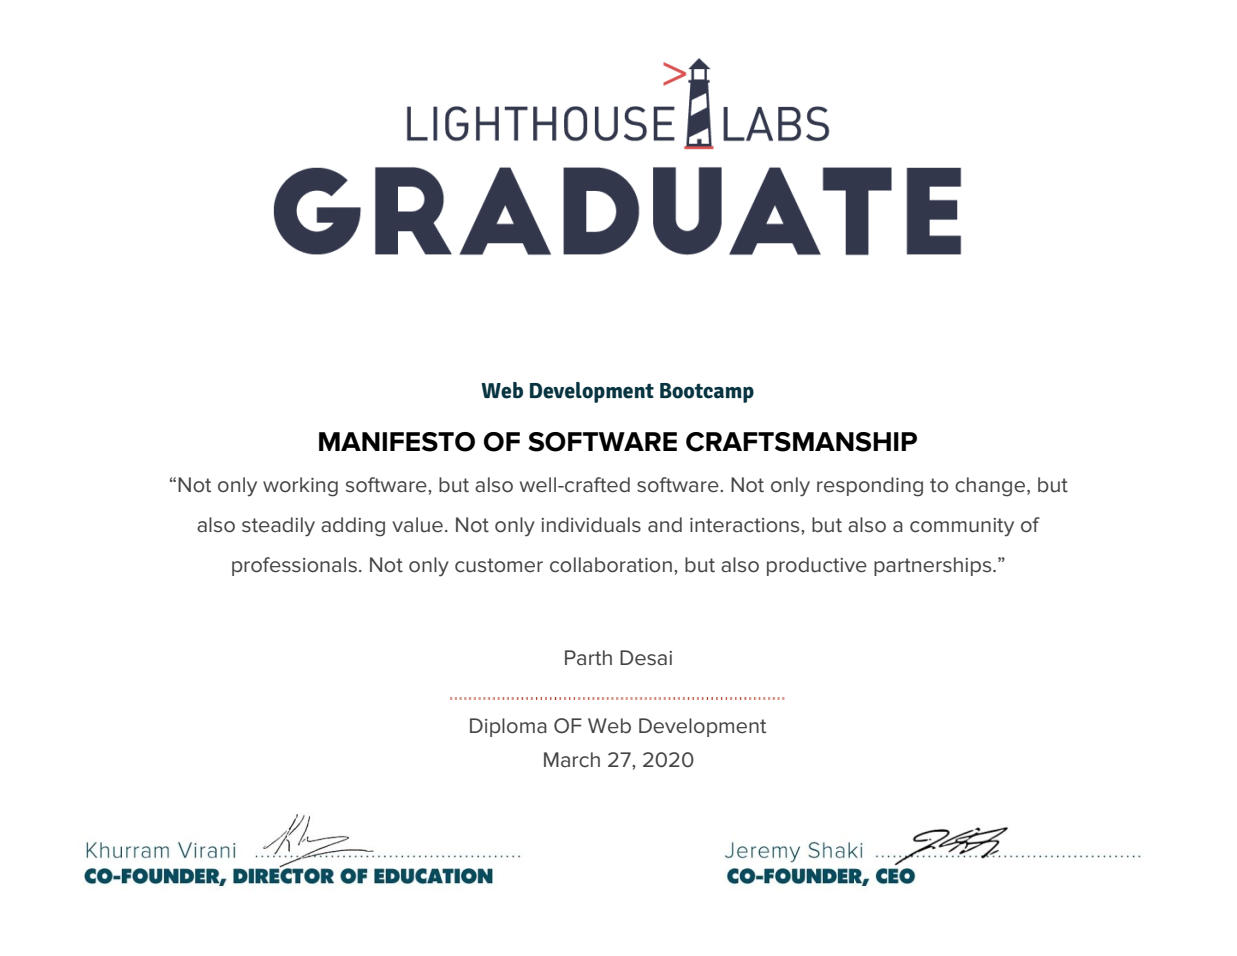 LIGHTHOUSE LABS
GRADUATE
Web Development Bootcamp
MANIFESTO OF SOFTWARE CRAFTSMANSHIP
“Not only working software, but also well-crafted software. Not only responding to change, but
also steadily adding value. Not only individuals and interactions, but also a community of
professionals. Not only customer collaboration, but also productive partnerships.”
Parth Desai
Diploma OF Web Development
March 27, 2020
Khurram Virani
CO-FOUNDER, DIRECTOR OF EDUCATION
Jeremy Shaki
CO-FOUNDER, CEO